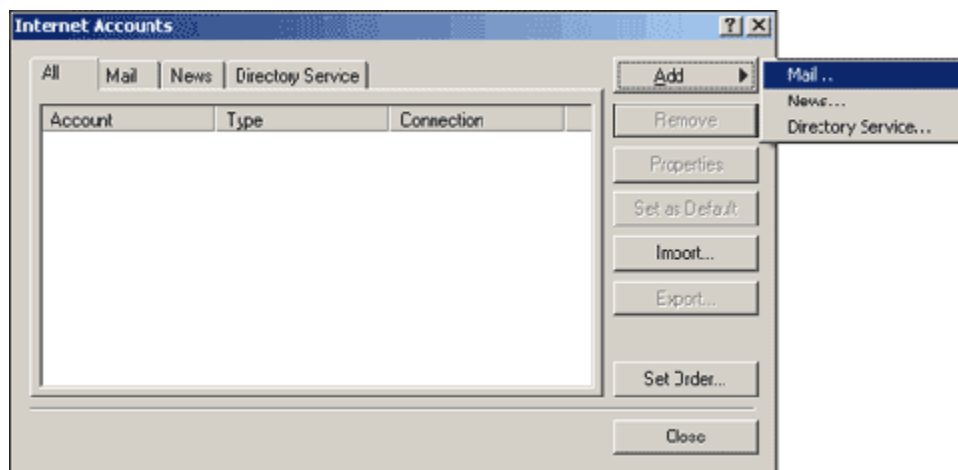 Internet Accounts
All Mail News Directory Service
Account Type Connection
Add
Remove
Properties
Set as Default
Import...
Export...
Set Order...
Close
Mail...
News...
Directory Service...